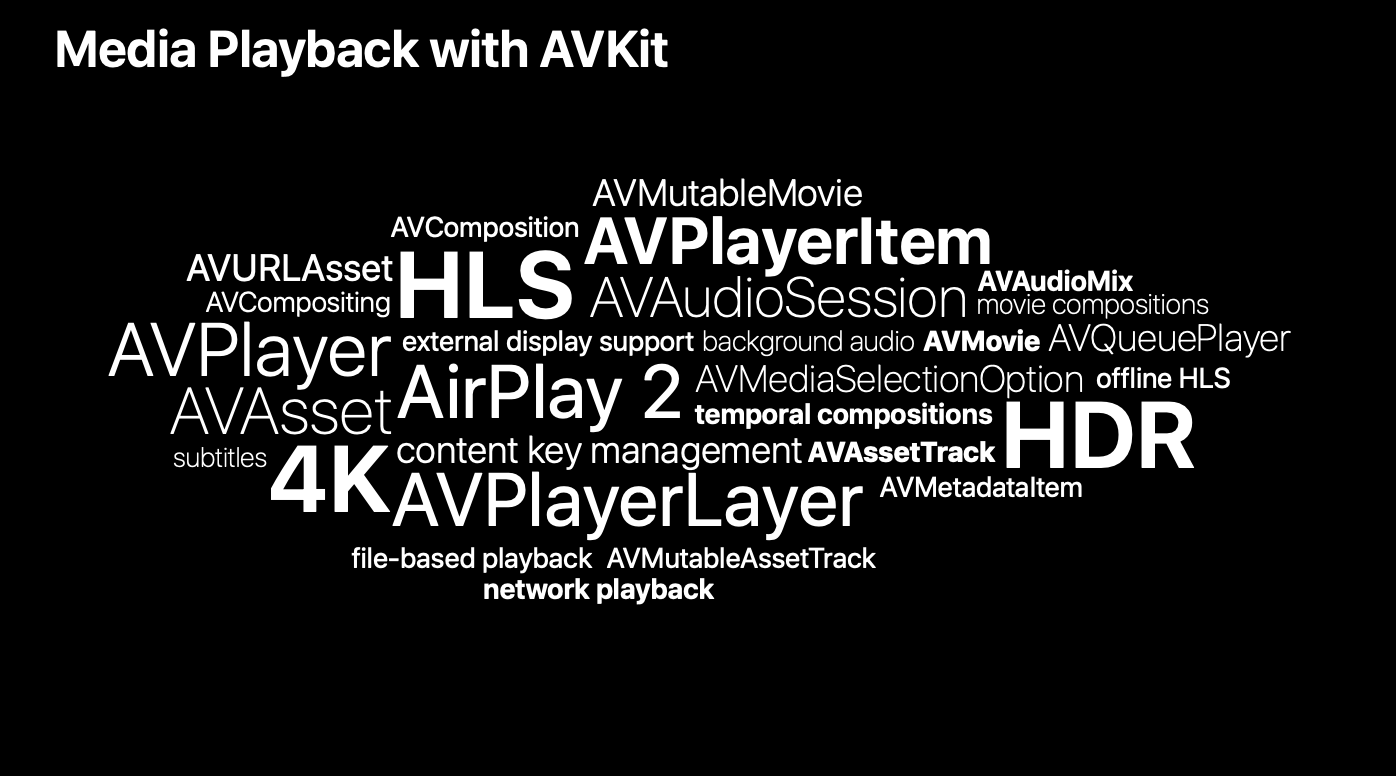 Media Playback with AVKit
AVMutableMovie
AVComposition AVPlayerItem
AVURLAsset HLS AVAudioSession AVAudioMix
AVCompositing movie compositions
AVPlayer external display support background audio AVMovie AVQueuePlayer
AVAsset AirPlay 2 AVMediaSelectionOption offline HLS
temporal compositions HDR
subtitles 4K content key management AVAssetTrack
AVPlayerLayer AVMetadataItem
file-based playback AVMutableAssetTrack
network playback